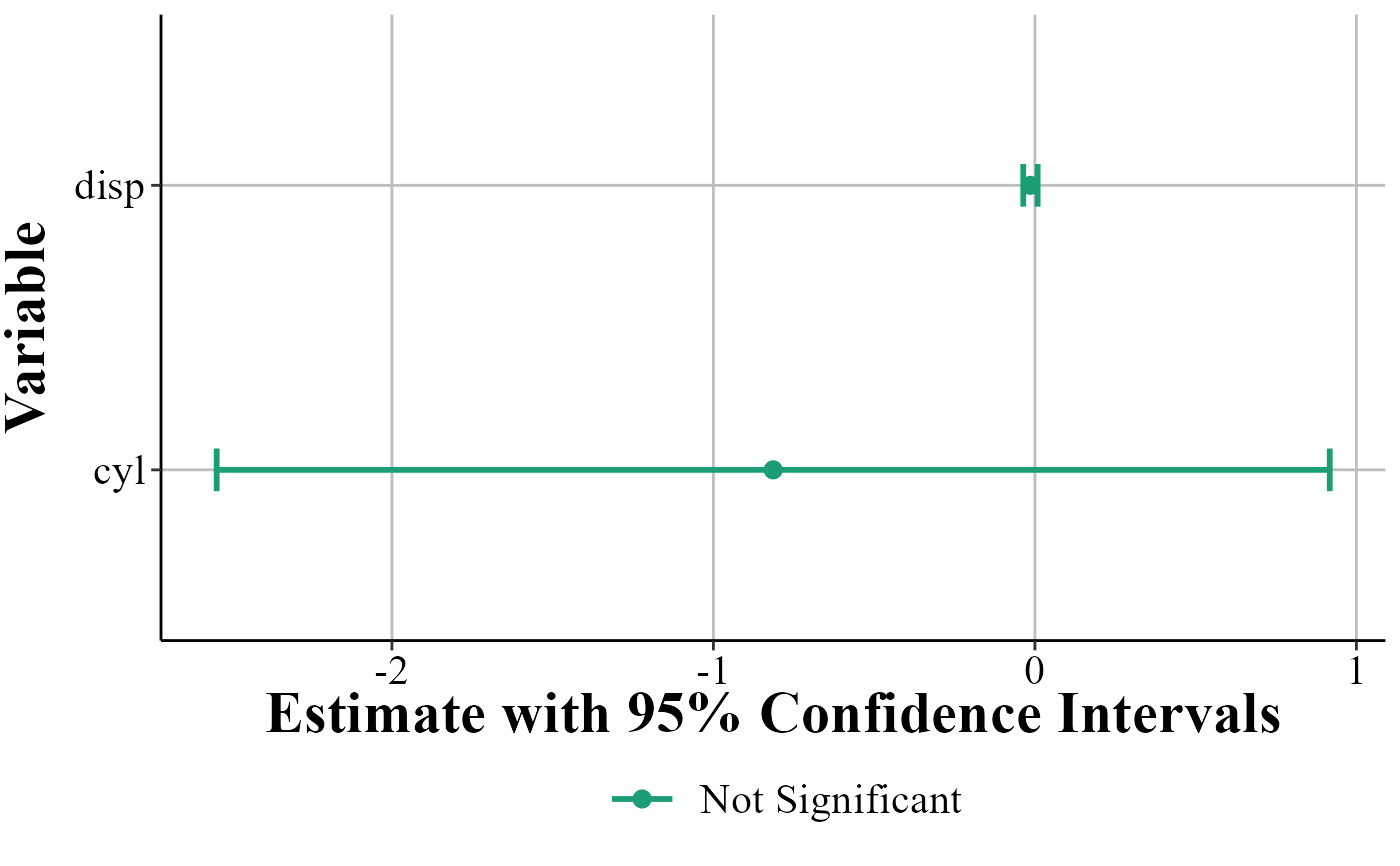 Variable
disp
cyl
-2 -1 0 1
Estimate with 95% Confidence Intervals
Not Significant